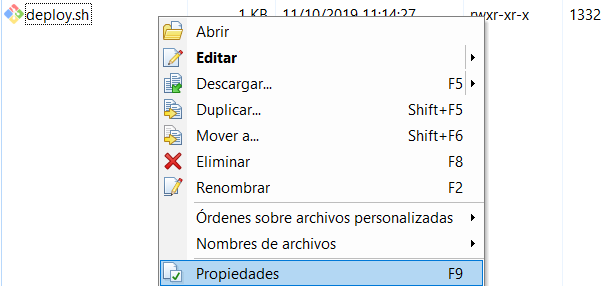 deploy.sh 1 KB 11/10/2019 11:14:27 rwxr-xr-x 1332
Abrir
Editar
Descargar... F5
Duplicar... Shift+F5
Mover a... Shift+F6
Eliminar F8
Renombrar F2
Órdenes sobre archivos personalizadas
Nombres de archivos
Propiedades F9